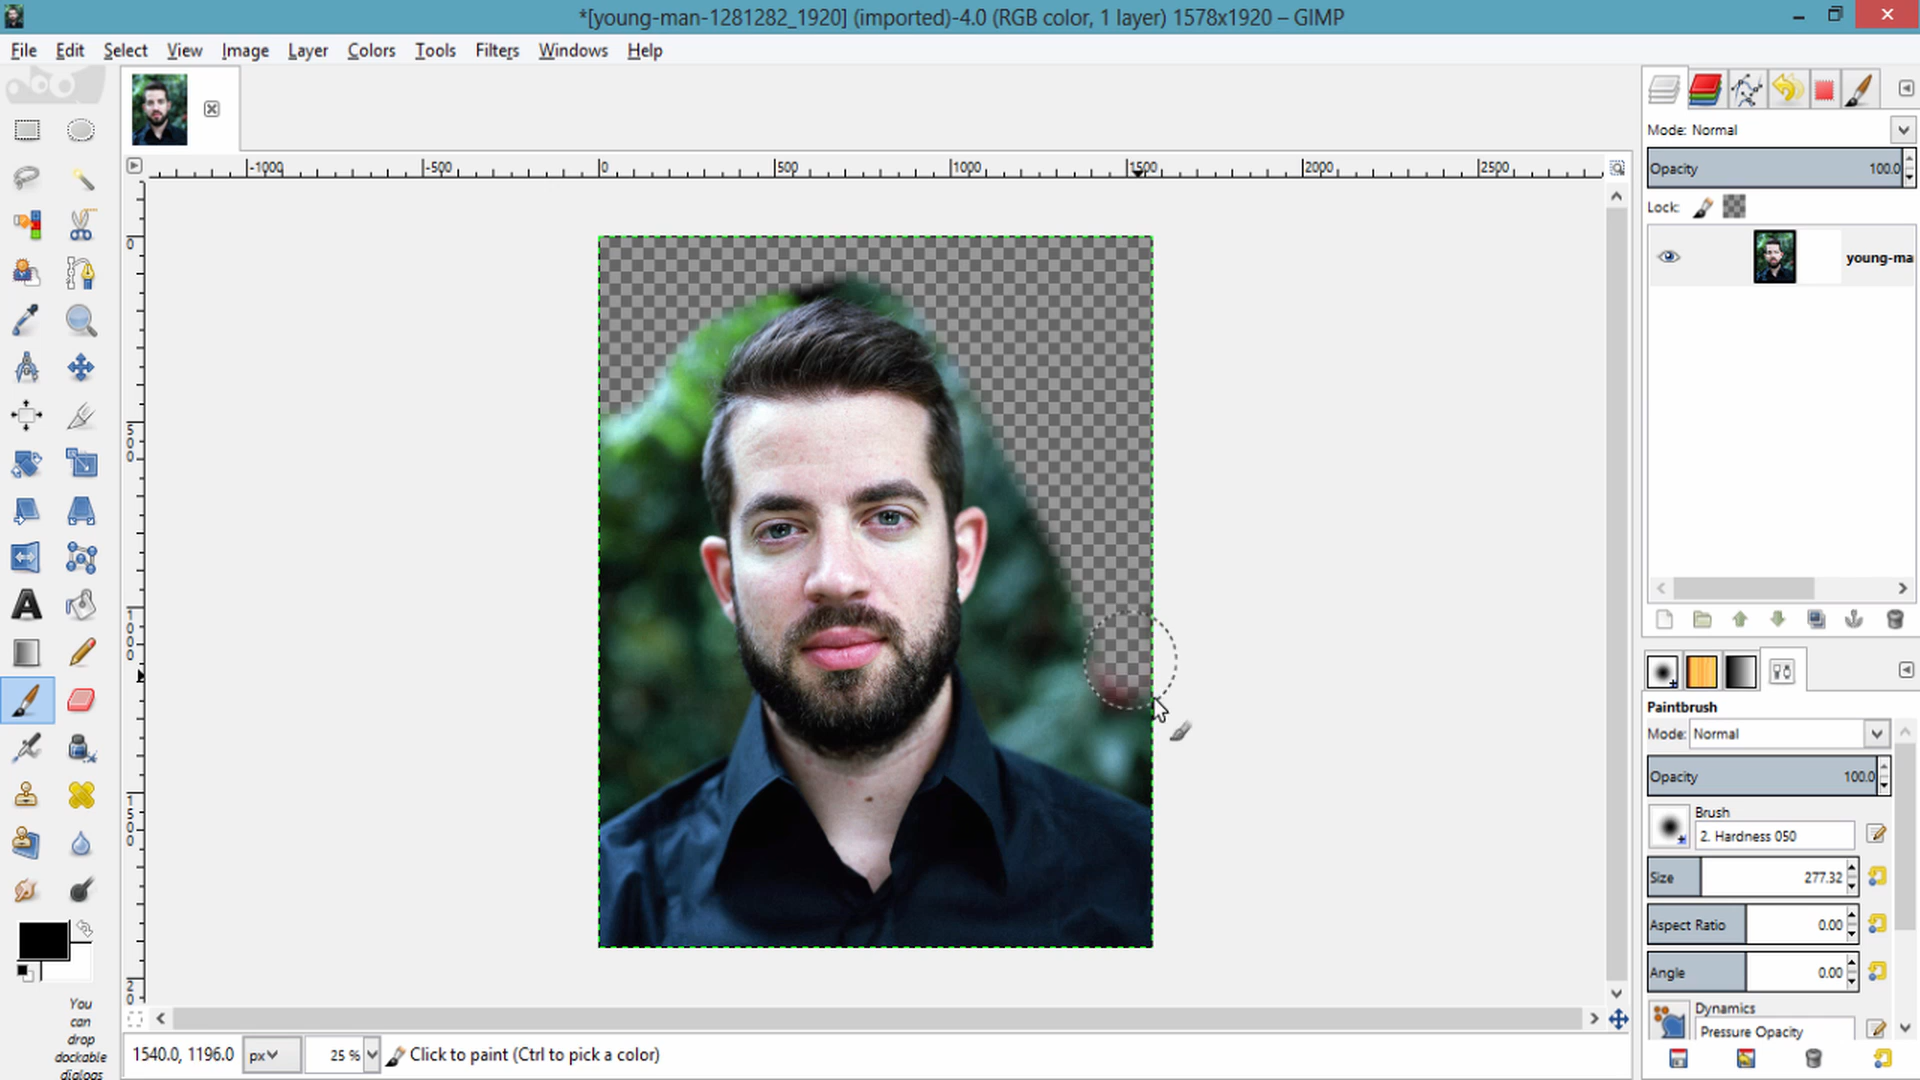 *[young-man-1281282_1920] (imported)-4.0 (RGB color, 1 layer) 1578x1920 – GIMP
File Edit Select View Image Layer Colors Tools Filters Windows Help
Mode: Normal
-1000 -500 0 500 1000 1500 2000 2500
Opacity 100.0
Lock:
0
young-ma
500
1000
Paintbrush
Mode: Normal
Opacity 100.0
Brush
2. Hardness 050
1500
Size 277.32
Aspect Ratio 0.00
Angle 0.00
20
Dynamics
Pressure Opacity
You
can
drop
dockable
dialogs
1540.0, 1196.0 px 25 % Click to paint (Ctrl to pick a color)